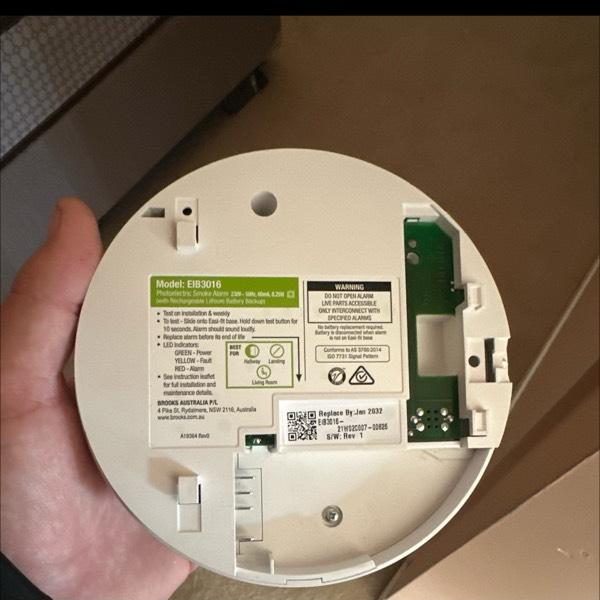 Model: EIB3016
Photoelectric Smoke Alarm 230V~ 50Hz, 60mA, 0.25W
(with Rechargeable Lithium Battery Backup)
• Test on installation & weekly
• To test - Slide onto Easi-fit base. Hold down test button for
10 seconds. Alarm should sound loudly.
• Replace alarm before its end of life
• LED Indicators:
GREEN - Power
YELLOW - Fault
RED - Alarm
• See instruction leaflet
for full installation and
maintenance details.
BROOKS AUSTRALIA P/L
4 Pike St, Rydalmere, NSW 2116, Australia
www.brooks.com.au
A18364 Rev0
BEST
FOR
Hallway
Landing
Living Room
WARNING
DO NOT OPEN ALARM
LIVE PARTS ACCESSIBLE
ONLY INTERCONNECT WITH
SPECIFIED ALARMS
No battery replacement required.
Battery is disconnected when alarm
is not on Easi-fit base.
Conforms to AS 3786:2014
ISO 7731 Signal Pattern
Replace By:Jan 2032
EIB3016-
S/W: Rev 1